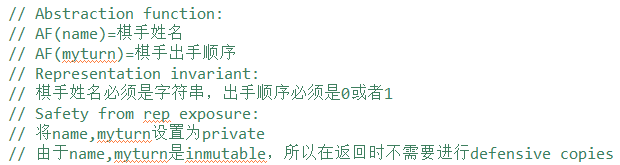 // Abstraction function:
// AF(name)=棋手姓名
// AF(myturn)=棋手出手顺序
// Representation invariant:
// 棋手姓名必须是字符串，出手顺序必须是0或者1
// Safety from rep exposure:
// 将name,myturn设置为private
// 由于name,myturn是inmutable，所以在返回时不需要进行defensive copies